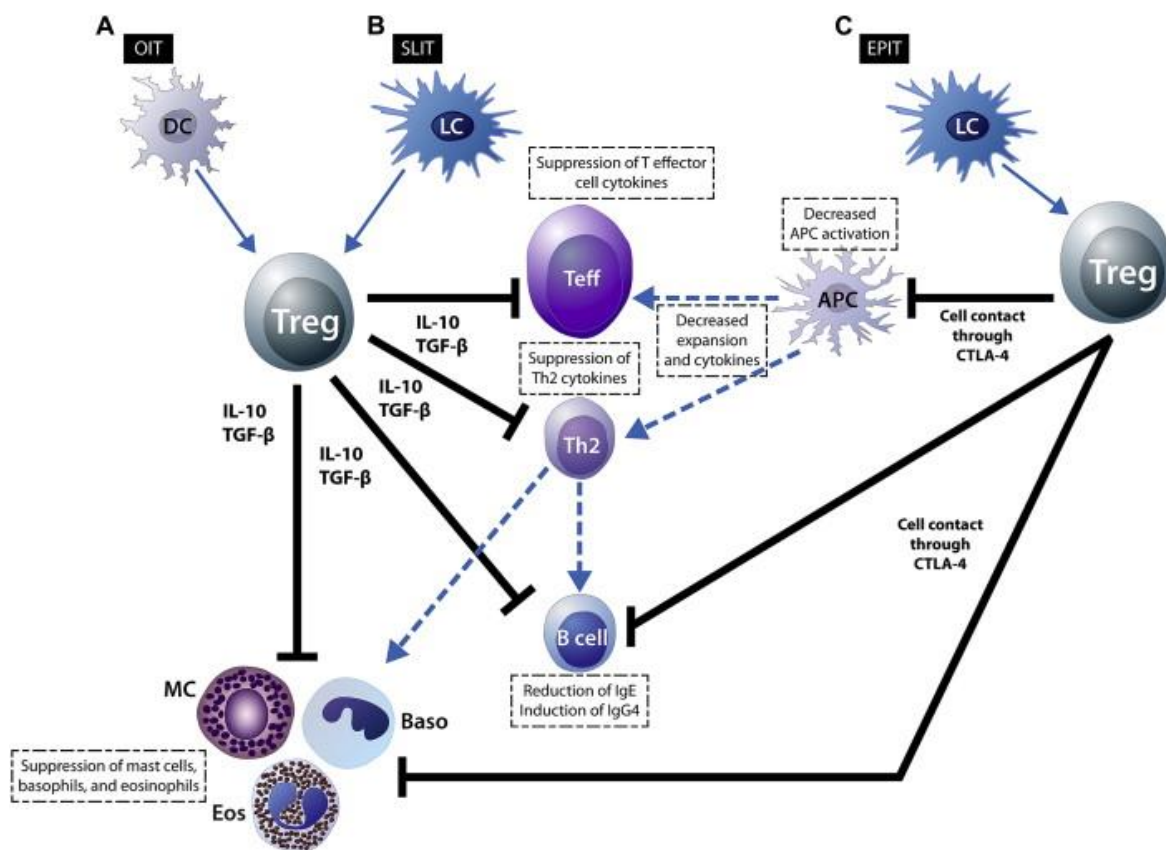 A
OIT
B
SLIT
C
EPIT
DC
LC
LC
Suppression of T effector
cell cytokines
Decreased
APC activation
Treg
Teff
APC
Treg
IL-10
TGF-β
Decreased
expansion
and cytokines
Cell contact
through
CTLA-4
Suppression of
Th2 cytokines
IL-10
TGF-β
IL-10
TGF-β
Th2
IL-10
TGF-β
Cell contact
through
CTLA-4
B cell
MC
Baso
Reduction of IgE
Induction of IgG4
Suppression of mast cells,
basophils, and eosinophils
Eos